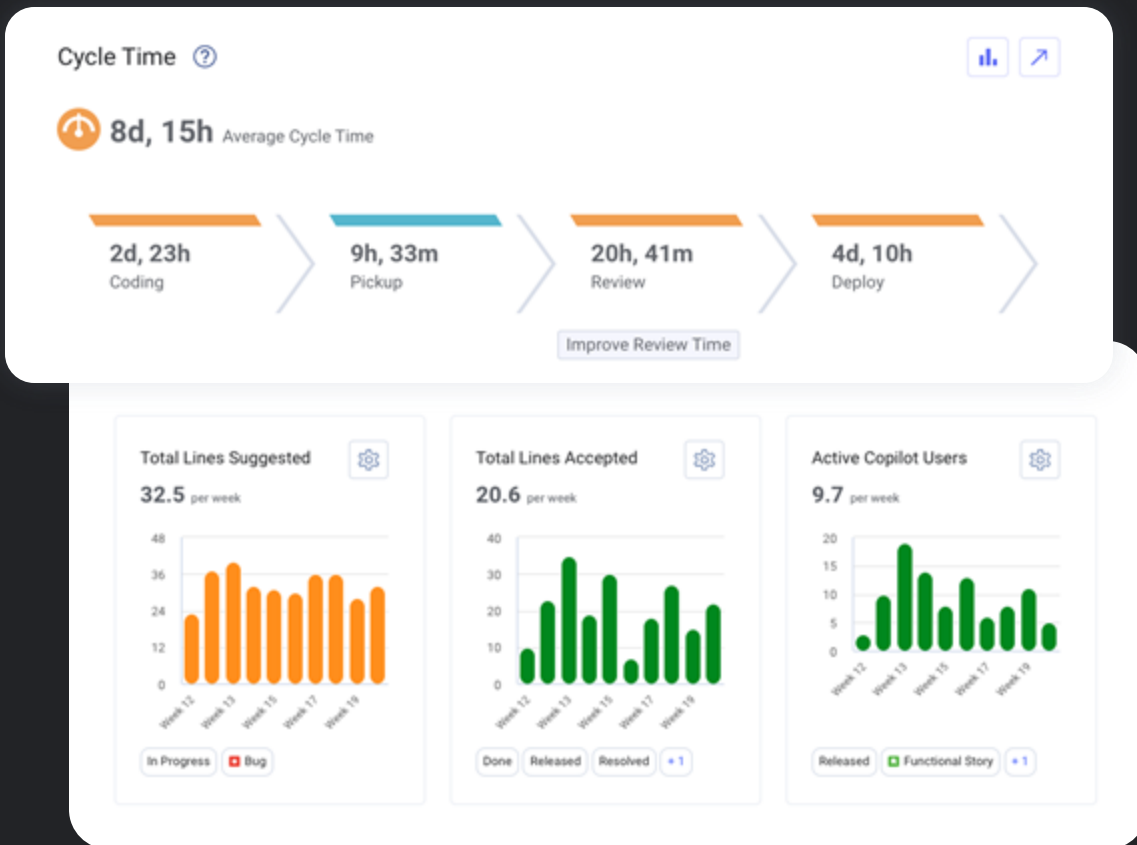 Cycle Time ?
8d, 15h Average Cycle Time
2d, 23h
Coding
9h, 33m
Pickup
20h, 41m
Review
4d, 10h
Deploy
Improve Review Time
Total Lines Suggested
32.5 per week
48
36
24
12
0
Week 12
Week 13
Week 15
Week 17
Week 19
In Progress
Bug
Total Lines Accepted
20.6 per week
40
30
20
10
0
Week 12
Week 13
Week 15
Week 17
Week 19
Done
Released
Resolved
+ 1
Active Copilot Users
9.7 per week
20
15
10
5
0
Week 12
Week 13
Week 15
Week 17
Week 19
Released
Functional Story
+ 1